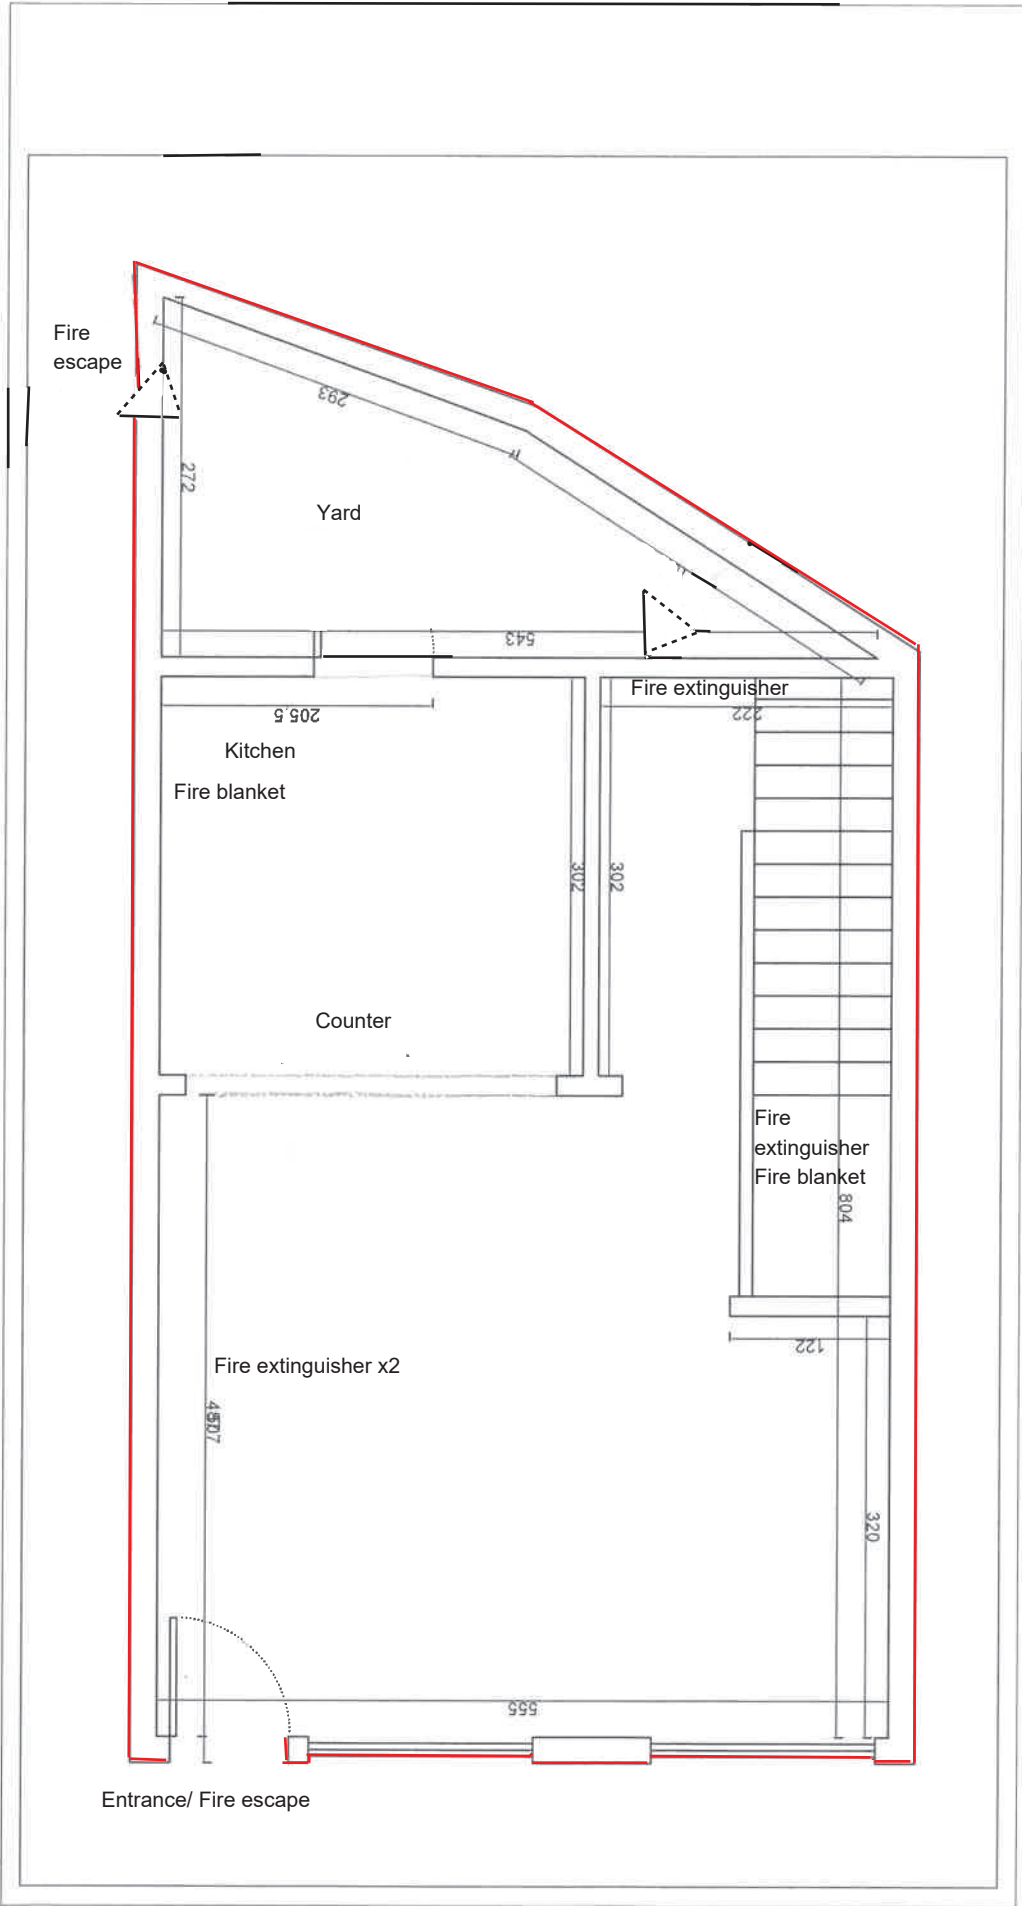 Fire
escape
293
272
Yard
543
Fire extinguisher
205.5
222
Kitchen
Fire blanket
302
302
Counter
Fire
extinguisher
Fire blanket
804
122
Fire extinguisher x2
320
555
Entrance/ Fire escape